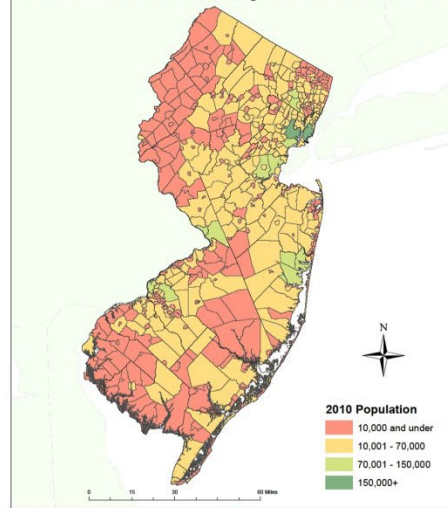 N
2010 Population
10,000 and under
10,001 - 70,000
70,001 - 150,000
150,000+
0 15 30 60 Miles